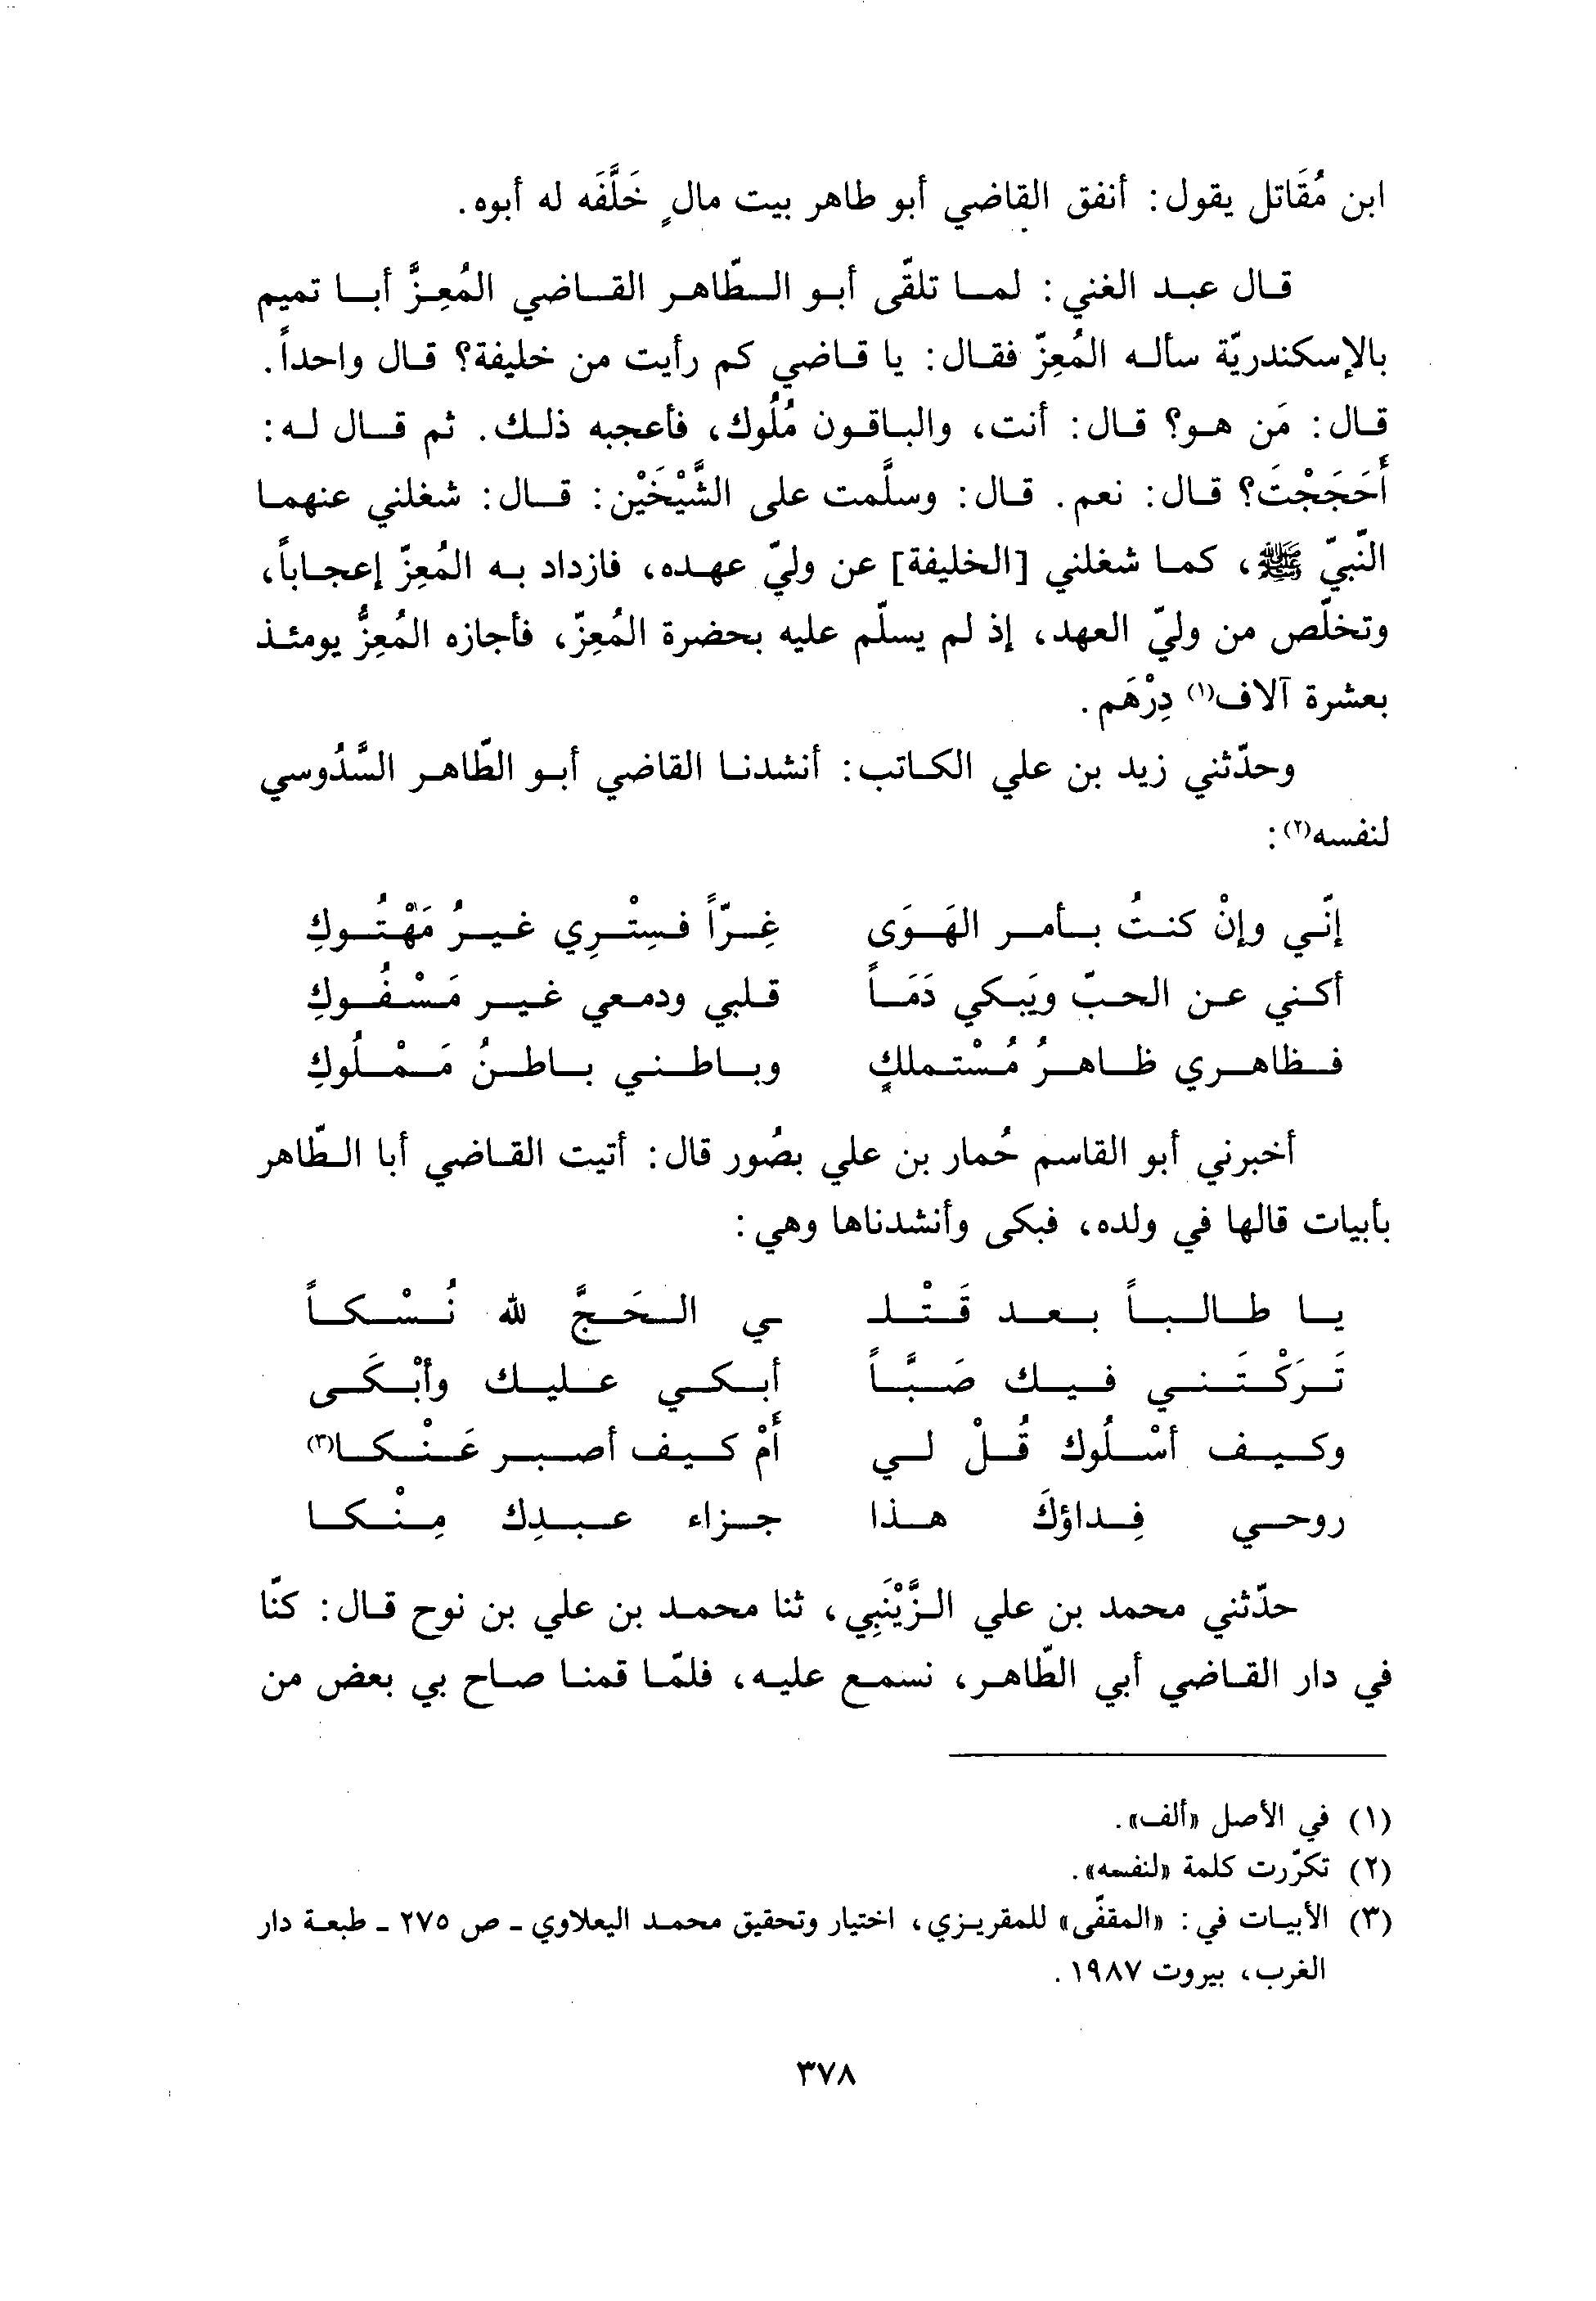 ابن مُقَاتل يقول: أنفق القاضي أبو طاهر بيت مالٍ خَلَّفَه له أبوه.
قال عبد الغني: لما تلقّى أبو الطّاهر القاضي المُعِزَّ أبا تميم
بالإسكندريّة سأله المُعِزّ فقال: يا قاضي كم رأيت من خليفة؟ قال واحداً.
قال: مَن هو؟ قال: أنت، والباقون مُلُوك، فأعجبه ذلك. ثم قال له:
أَحَجَجْتَ؟ قال: نعم. قال: وسلَّمت على الشَّيْخَيْن: قال: شغلني عنهما
النّبيّ ﷺ، كما شغلني [الخليفة] عن وليّ عهده، فازداد به المُعِزّ إعجاباً،
وتخلّص من وليّ العهد، إذ لم يسلّم عليه بحضرة المُعِزّ، فأجازه المُعِزُّ يومئذ
بعشرة آلاف(١) دِرْهَم.
وحدّثني زيد بن علي الكاتب: أنشدنا القاضي أبو الطّاهر السَّدُوسي
لنفسه(٢):
إنّي وإنْ كنتُ بأمر الهَوَى غِرّاً فسِتْرِي غيرُ مَهْتُوكِ
أكني عن الحبّ ويَبكي دَمَاً قلبي ودمعي غير مَسْفُوكِ
فظاهري ظاهرُ مُسْتملكٍ وباطني باطنُ مَمْلُوكِ
أخبرني أبو القاسم حُمار بن علي بصُور قال: أتيت القاضي أبا الطّاهر
بأبيات قالها في ولده، فبكى وأنشدناها وهي:
يا طالباً بعد قَتْلـ ـي الحَجَّ لله نُسْكاً
تَرَكْتَني فيك صَبَّاً أبكي عليك وأبْكَى
وكيف أسْلُوك قُلْ لي أَمْ كيف أصبر عَنْكا(٣)
روحي فِداؤكَ هذا جزاء عبدِك مِنْكا
حدّثني محمد بن علي الزَّيْنَبِي، ثنا محمد بن علي بن نوح قال: كنّا
في دار القاضي أبي الطّاهر، نسمع عليه، فلمّا قمنا صاح بي بعض من
(١) في الأصل «ألف».
(٢) تكرّرت كلمة «لنفسه».
(٣) الأبيات في: «المقفّى» للمقريزي، اختيار وتحقيق محمد اليعلاوي ـ ص ٢٧٥ ـ طبعة دار
الغرب، بيروت ١٩٨٧.
٣٧٨